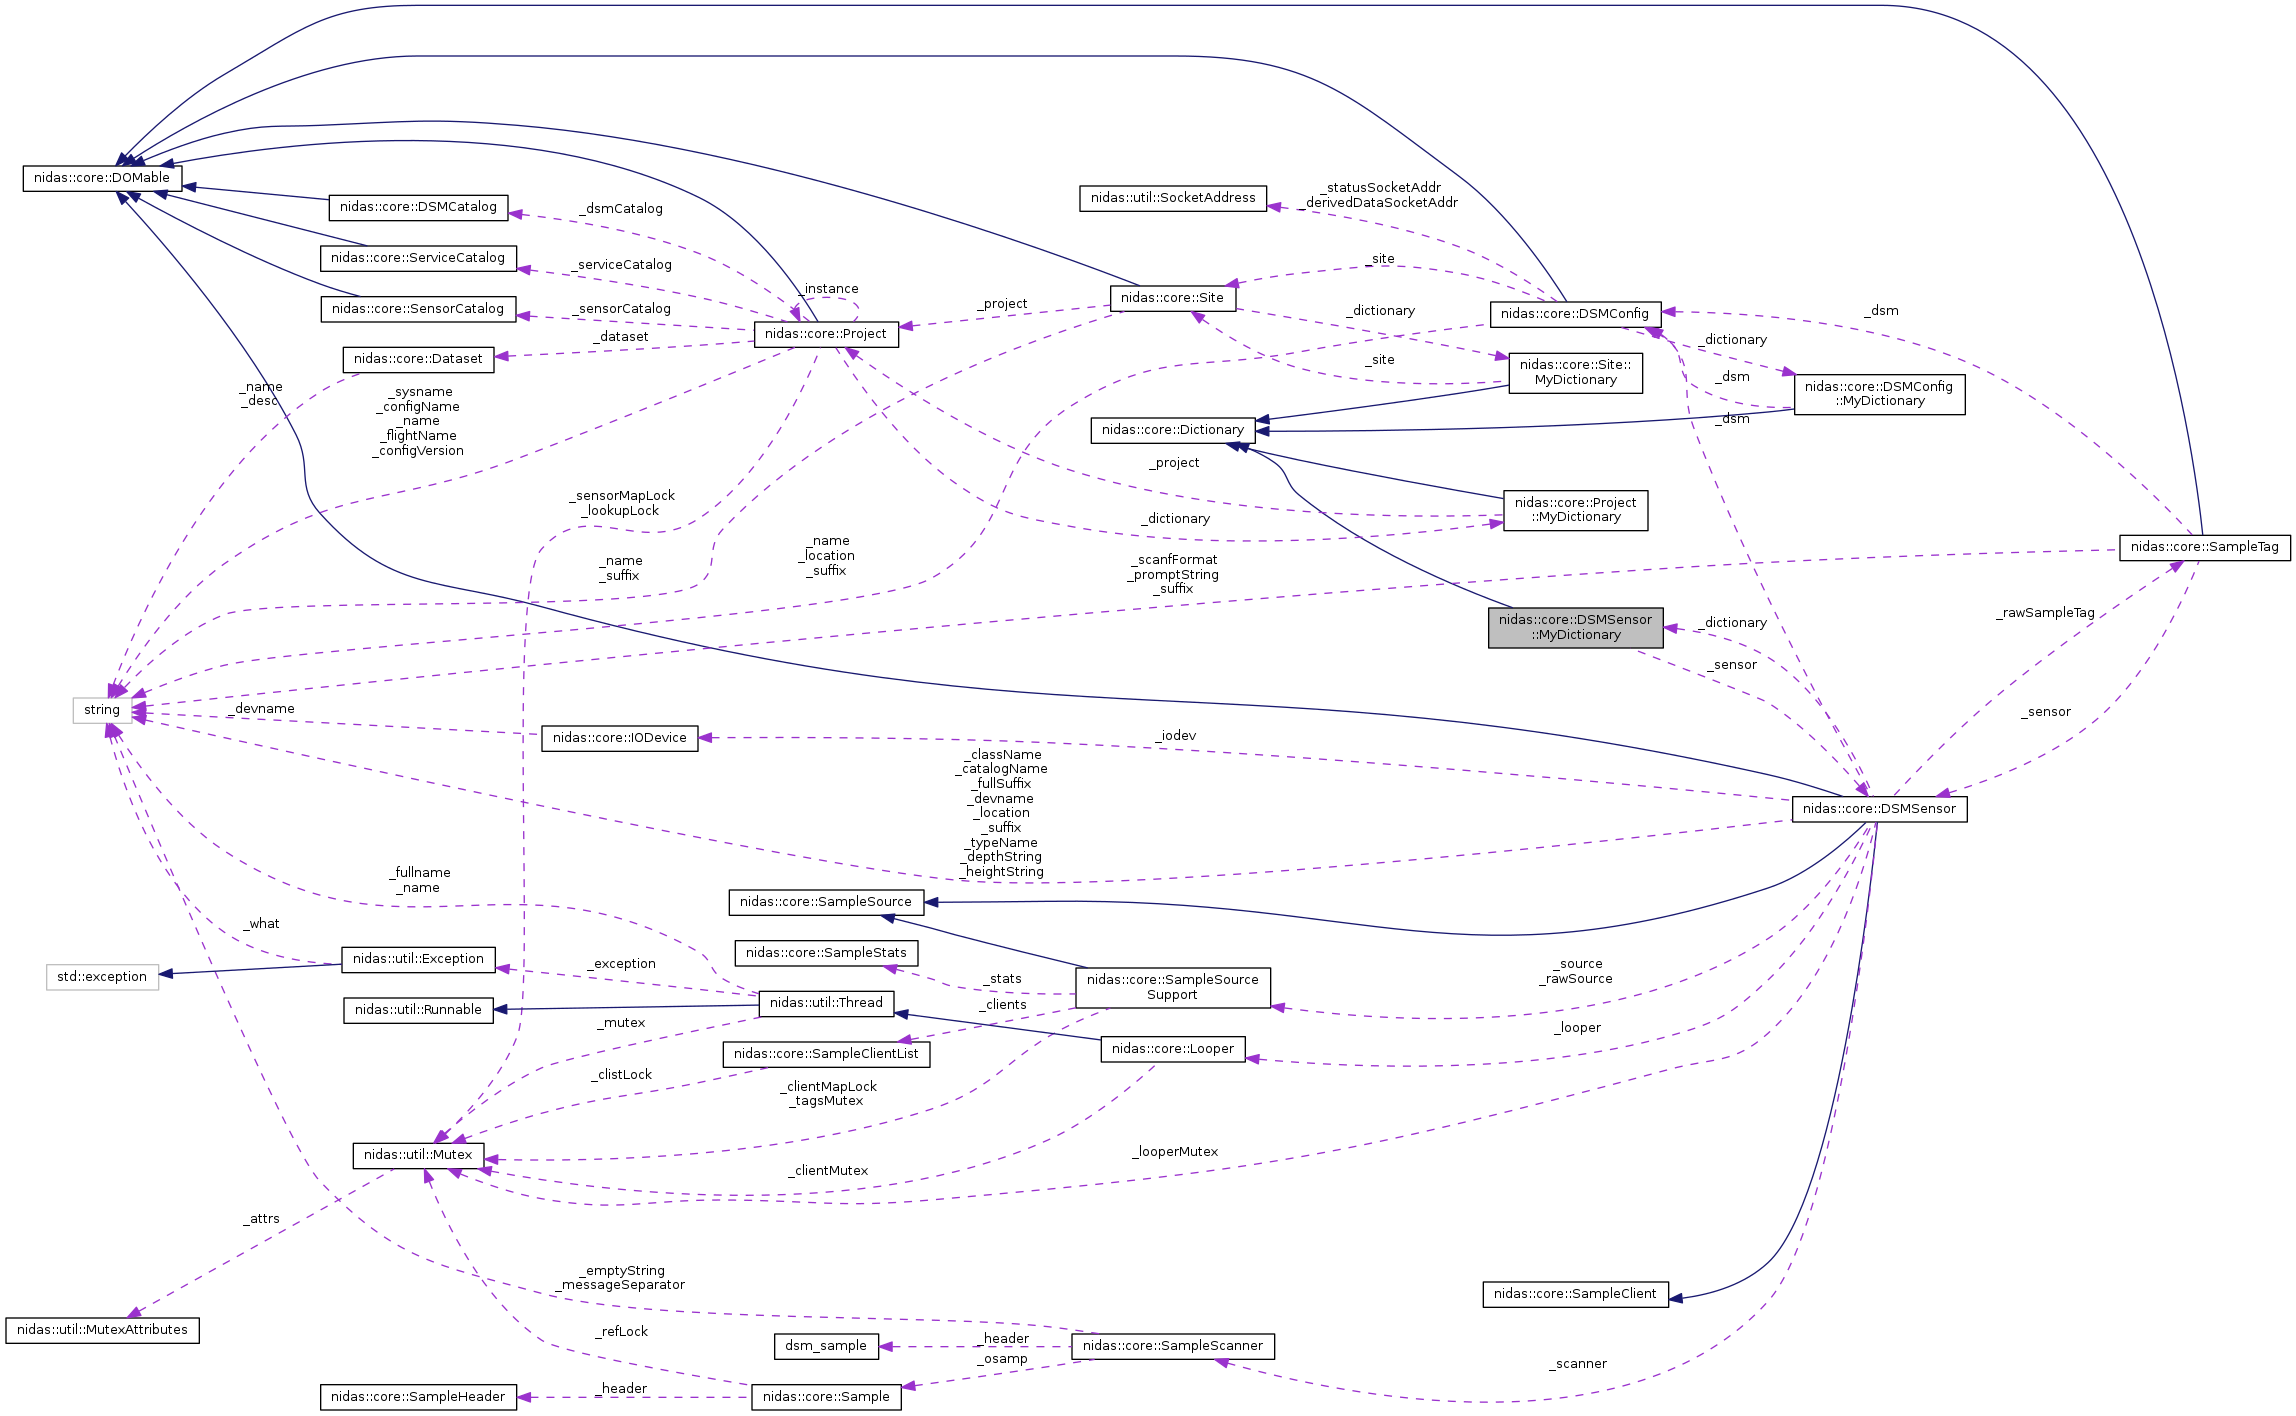 nidas::core::DOMable
nidas::core::DSMCatalog
_dsmCatalog
nidas::util::SocketAddress
_statusSocketAddr
_derivedDataSocketAddr
nidas::core::ServiceCatalog
_serviceCatalog
_site
nidas::core::SensorCatalog
_sensorCatalog
_instance
nidas::core::Project
_project
nidas::core::Site
_dictionary
nidas::core::DSMConfig
_dsm
nidas::core::Dataset
_dataset
_site
nidas::core::Site::
MyDictionary
_dictionary
_dsm
nidas::core::DSMConfig
::MyDictionary
_name
_desc
_sysname
_configName
_name
_flightName
_configVersion
nidas::core::Dictionary
_dsm
_project
_sensorMapLock
_lookupLock
_dictionary
nidas::core::Project
::MyDictionary
_name
_suffix
_name
_location
_suffix
_scanfFormat
_promptString
_suffix
nidas::core::SampleTag
nidas::core::DSMSensor
::MyDictionary
_dictionary
_rawSampleTag
_sensor
_sensor
string
_devname
nidas::core::IODevice
_iodev
_className
_catalogName
_fullSuffix
_devname
_location
_suffix
_typeName
_depthString
_heightString
nidas::core::DSMSensor
_fullname
_name
nidas::core::SampleSource
_what
nidas::util::Exception
_exception
nidas::core::SampleStats
_stats
nidas::core::SampleSource
Support
_source
_rawSource
std::exception
nidas::util::Runnable
nidas::util::Thread
_clients
_mutex
_looper
nidas::core::SampleClientList
nidas::core::Looper
_clistLock
_clientMapLock
_tagsMutex
nidas::util::Mutex
_clientMutex
_looperMutex
_attrs
_emptyString
_messageSeparator
nidas::core::SampleClient
nidas::util::MutexAttributes
_refLock
dsm_sample
_header
nidas::core::SampleScanner
_osamp
_scanner
nidas::core::SampleHeader
_header
nidas::core::Sample